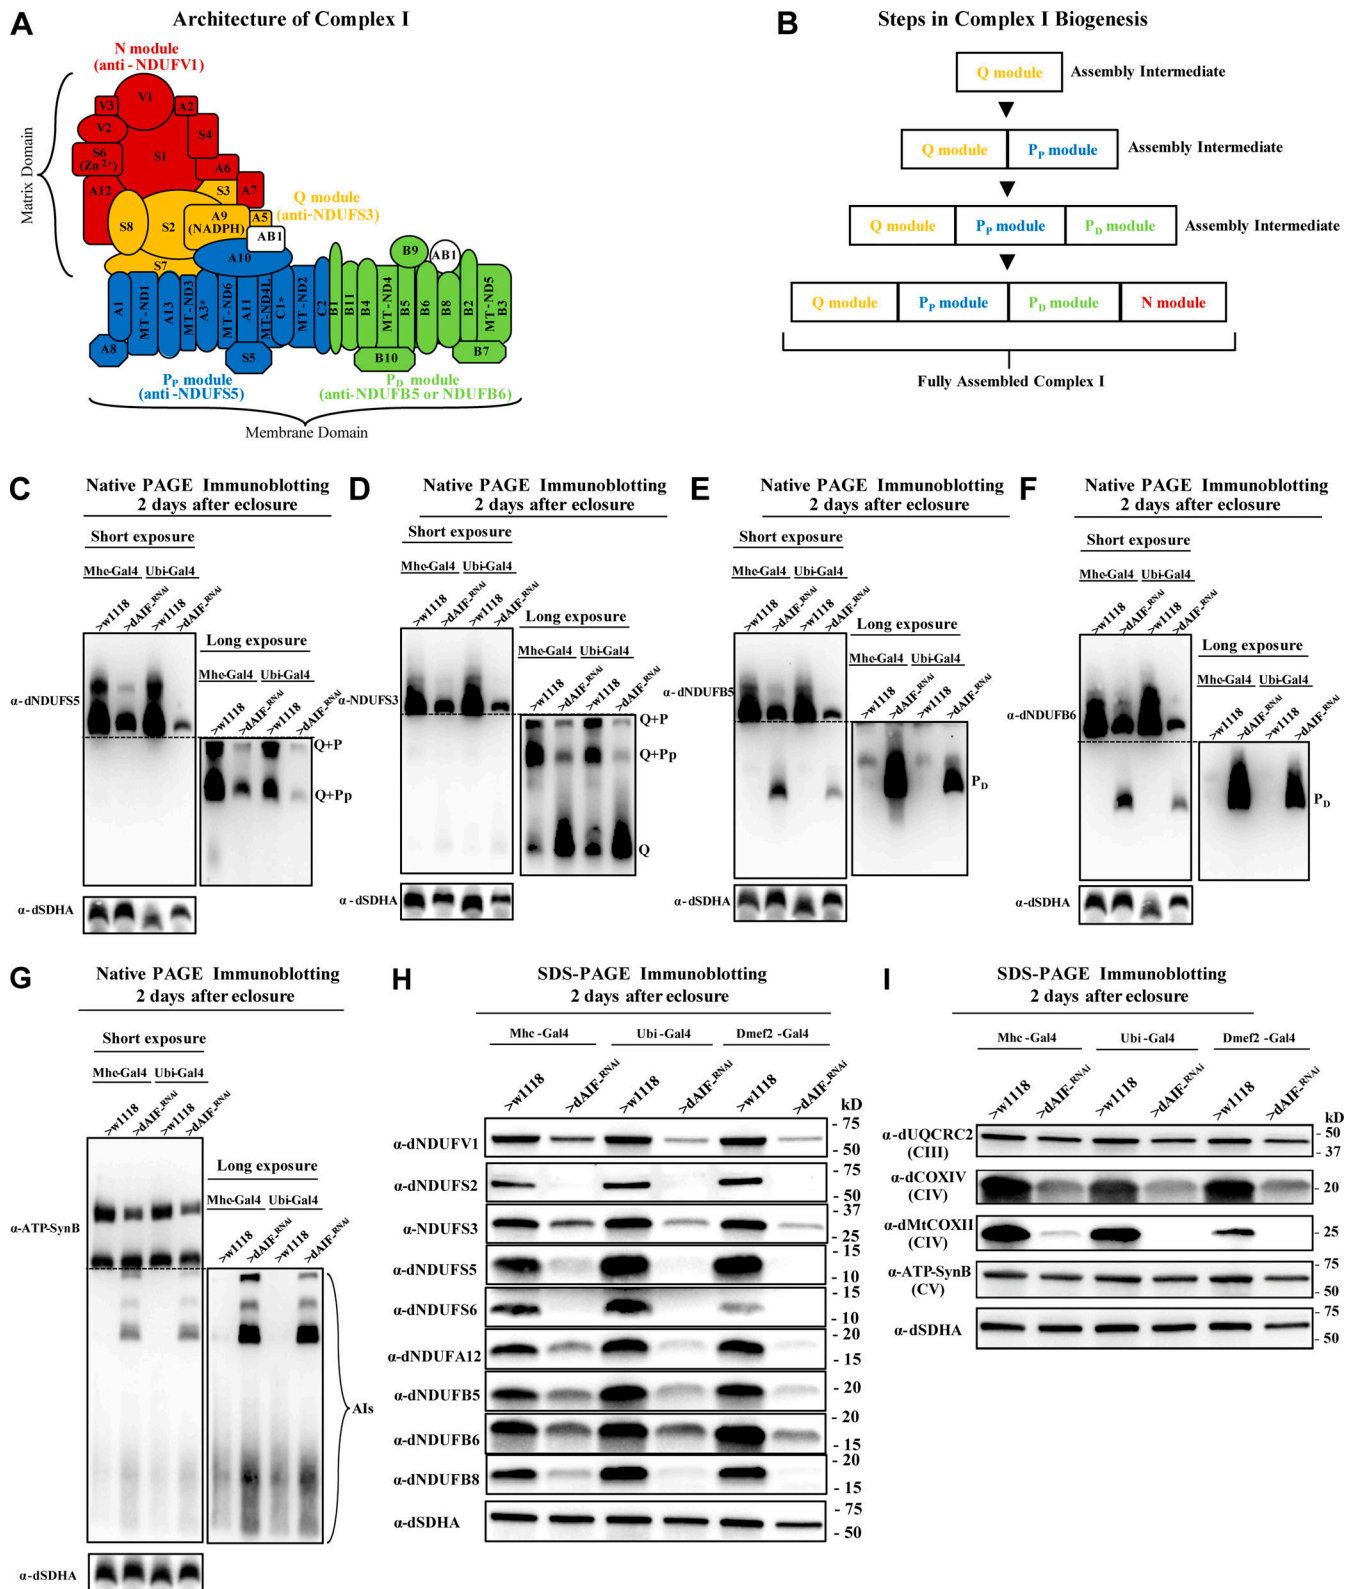 A
Architecture of Complex I
N module
(anti-NDUFV1)
Matrix Domain
V1
V3
A2
V2
S4
S1
S6
(Zn2+)
A6
A12
S3
A7
Q module
(anti-NDUFS3)
S8
S2
A9
(NADPH)
A5
AB1
S7
A10
B9
AB1
A1
MT-ND1
A13
MT-ND3
A3*
MT-ND6
A11
MT-ND4L
C1*
MT-ND2
C2
B1
B11
B4
MT-ND4
B5
B6
B8
B2
MT-ND5
B3
A8
S5
B10
B7
PP module
(anti-NDUFS5)
PD module
(anti-NDUFB5 or NDUFB6)
Membrane Domain
B
Steps in Complex I Biogenesis
Q module
Assembly Intermediate
Q module
PP module
Assembly Intermediate
Q module
PP module
PD module
Assembly Intermediate
Q module
PP module
PD module
N module
Fully Assembled Complex I
C
Native PAGE Immunoblotting
2 days after eclosure
Short exposure
Mhc-Gal4 Ubi-Gal4
>w1118
>dAIF-RNAi
>w1118
>dAIF-RNAi
Long exposure
Mhc-Gal4 Ubi-Gal4
>w1118
>dAIF-RNAi
>w1118
>dAIF-RNAi
α-dNDUFS5
Q+P
Q+Pp
α-dSDHA
D
Native PAGE Immunoblotting
2 days after eclosure
Short exposure
Mhc-Gal4 Ubi-Gal4
>w1118
>dAIF-RNAi
>w1118
>dAIF-RNAi
Long exposure
Mhc-Gal4 Ubi-Gal4
>w1118
>dAIF-RNAi
>w1118
>dAIF-RNAi
α-NDUFS3
Q+P
Q+Pp
Q
α-dSDHA
E
Native PAGE Immunoblotting
2 days after eclosure
Short exposure
Mhc-Gal4 Ubi-Gal4
>w1118
>dAIF-RNAi
>w1118
>dAIF-RNAi
Long exposure
Mhc-Gal4 Ubi-Gal4
>w1118
>dAIF-RNAi
>w1118
>dAIF-RNAi
α-dNDUFB5
PD
α-dSDHA
F
Native PAGE Immunoblotting
2 days after eclosure
Short exposure
Mhc-Gal4 Ubi-Gal4
>w1118
>dAIF-RNAi
>w1118
>dAIF-RNAi
Long exposure
Mhc-Gal4 Ubi-Gal4
>w1118
>dAIF-RNAi
>w1118
>dAIF-RNAi
α-dNDUFB6
PD
α-dSDHA
G
Native PAGE Immunoblotting
2 days after eclosure
Short exposure
Mhc-Gal4 Ubi-Gal4
>w1118
>dAIF-RNAi
>w1118
>dAIF-RNAi
Long exposure
Mhc-Gal4 Ubi-Gal4
>w1118
>dAIF-RNAi
>w1118
>dAIF-RNAi
α-ATP-SynB
AIs
α-dSDHA
H
SDS-PAGE Immunoblotting
2 days after eclosure
Mhc-Gal4 Ubi-Gal4 Dmef2-Gal4
>w1118
>dAIF-RNAi
>w1118
>dAIF-RNAi
>w1118
>dAIF-RNAi
kD
α-dNDUFV1
- 75
- 50
α-dNDUFS2
- 75
- 50
α-NDUFS3
- 37
- 25
α-dNDUFS5
- 15
- 10
α-dNDUFS6
- 15
- 10
α-dNDUFA12
- 20
- 15
α-dNDUFB5
- 20
α-dNDUFB6
- 20
- 15
α-dNDUFB8
- 20
- 15
α-dSDHA
- 75
- 50
I
SDS-PAGE Immunoblotting
2 days after eclosure
Mhc-Gal4 Ubi-Gal4 Dmef2-Gal4
>w1118
>dAIF-RNAi
>w1118
>dAIF-RNAi
>w1118
>dAIF-RNAi
kD
α-dUQCRC2
(CIII)
- 50
- 37
α-dCOXIV
(CIV)
- 20
α-dMtCOXII
(CIV)
- 25
α-ATP-SynB
(CV)
- 75
- 50
α-dSDHA
- 75
- 50